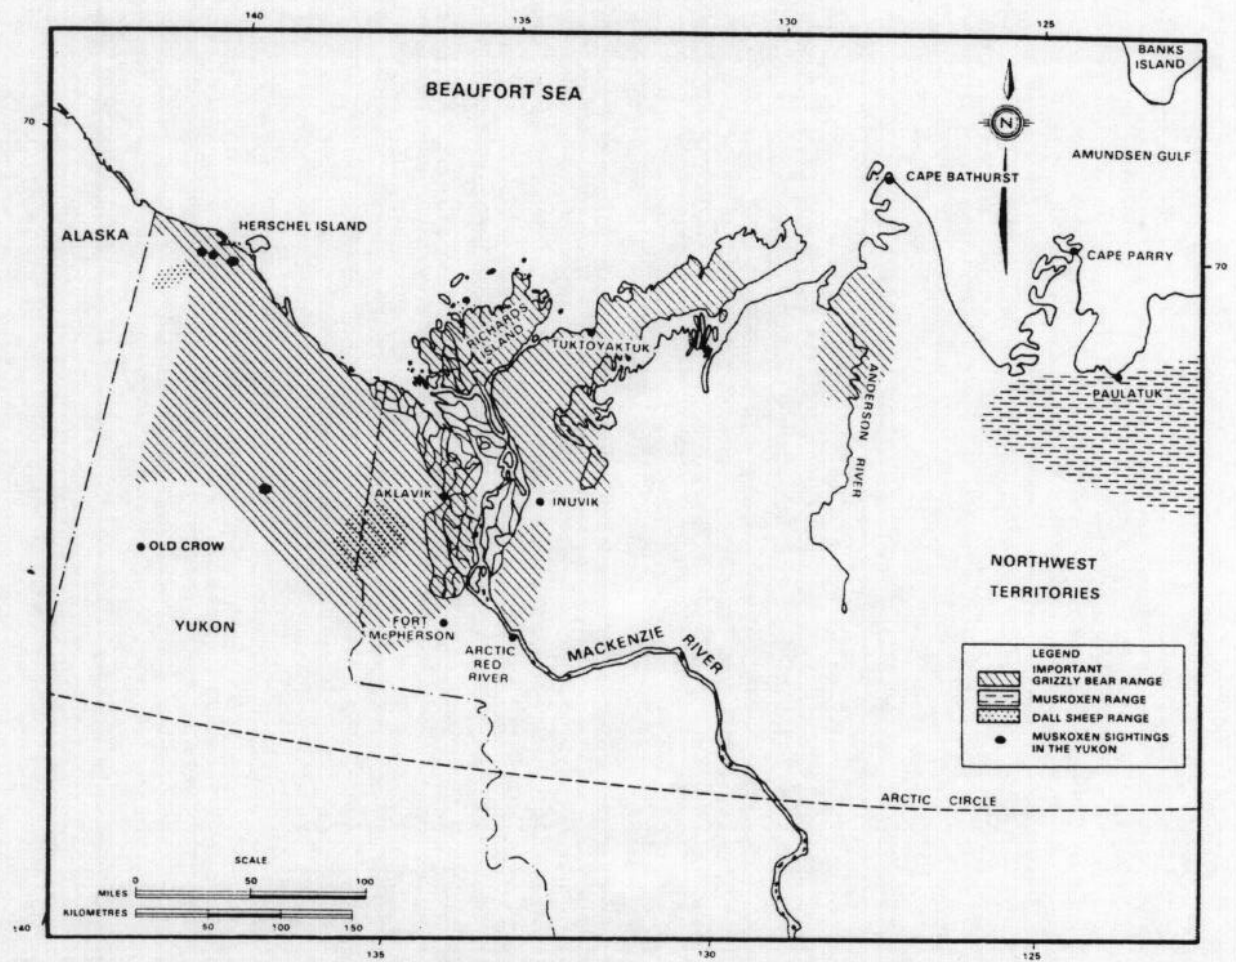 140
135
130
125
BANKS
ISLAND
BEAUFORT SEA
70
N
AMUNDSEN GULF
CAPE BATHURST
ALASKA
HERSCHEL ISLAND
CAPE PARRY
70
RICHARDS
ISLAND
TUKTOYAKTUK
PAULATUK
ANDERSON
RIVER
AKLAVIK
INUVIK
OLD CROW
NORTHWEST
TERRITORIES
YUKON
FORT
McPHERSON
ARCTIC
RED
RIVER
MACKENZIE
RIVER
LEGEND
IMPORTANT
GRIZZLY BEAR RANGE
MUSKOXEN RANGE
DALL SHEEP RANGE
MUSKOXEN SIGHTINGS
IN THE YUKON
ARCTIC CIRCLE
SCALE
0 50 100
MILES
KILOMETRES
50 100 150
140
135
130
125